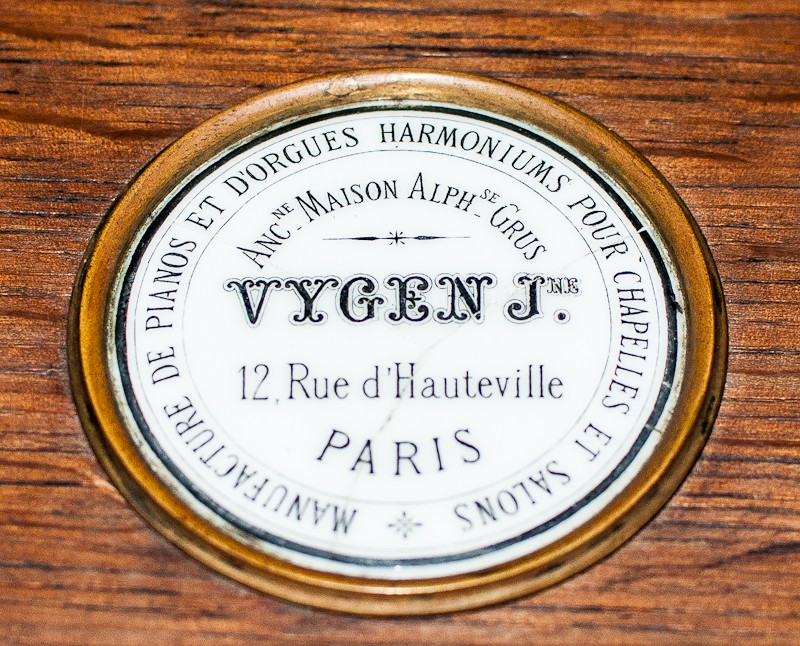 MANUFACTURE DE PIANOS ET D'ORGUES HARMONIUMS POUR CHAPELLES ET SALONS
ANCNE MAISON ALPHSE GRUS
VYGEN JNE.
12, Rue d'Hauteville
PARIS